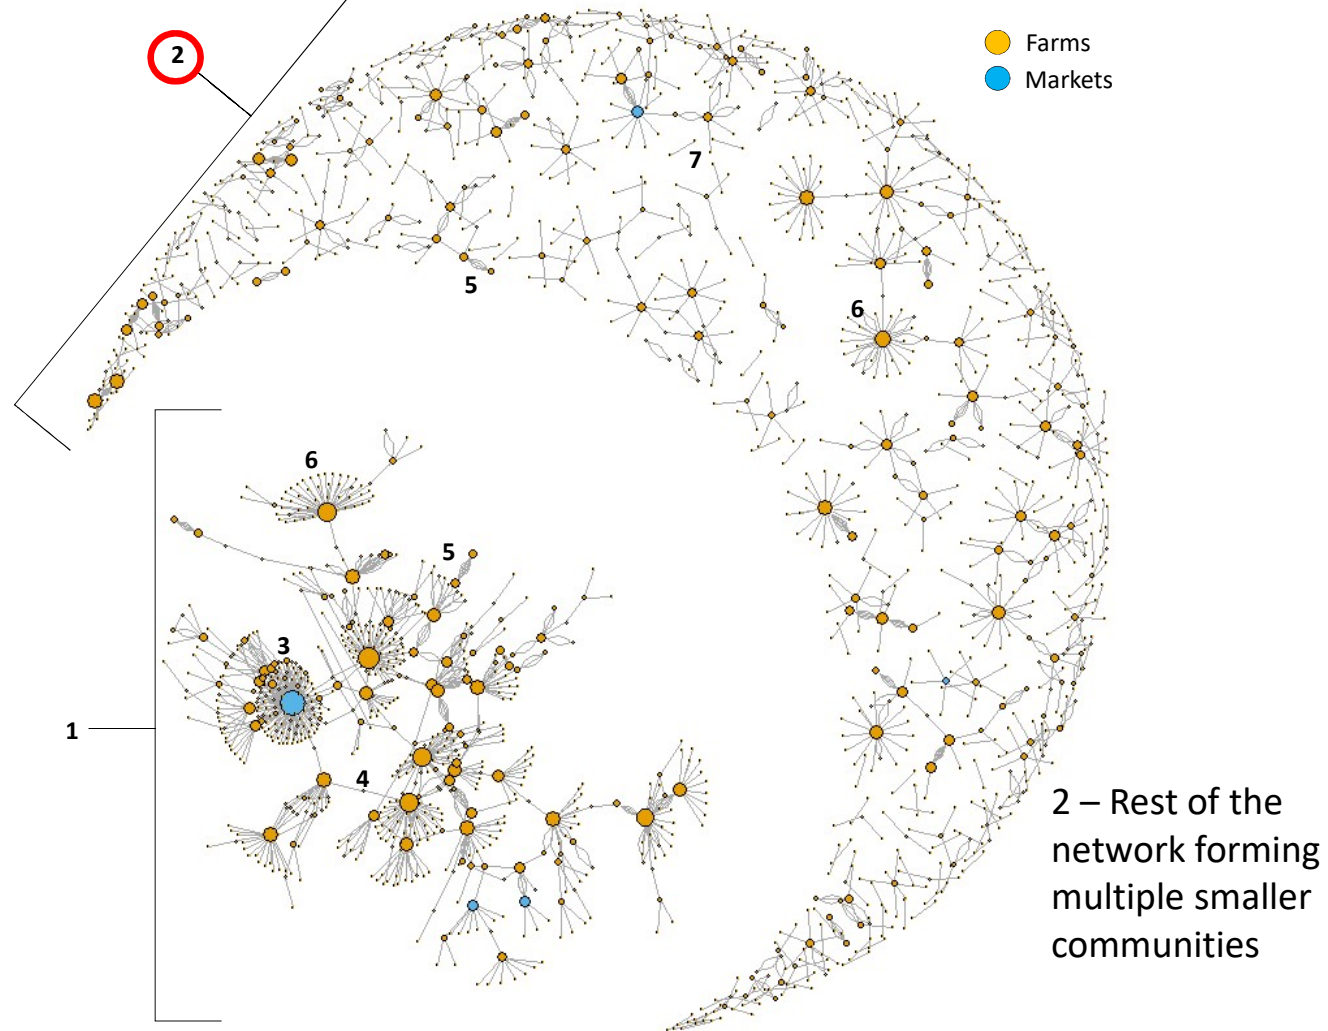 2
Farms
Markets
7
5
6
6
5
3
1
4
2 – Rest of the
network forming
multiple smaller
communities